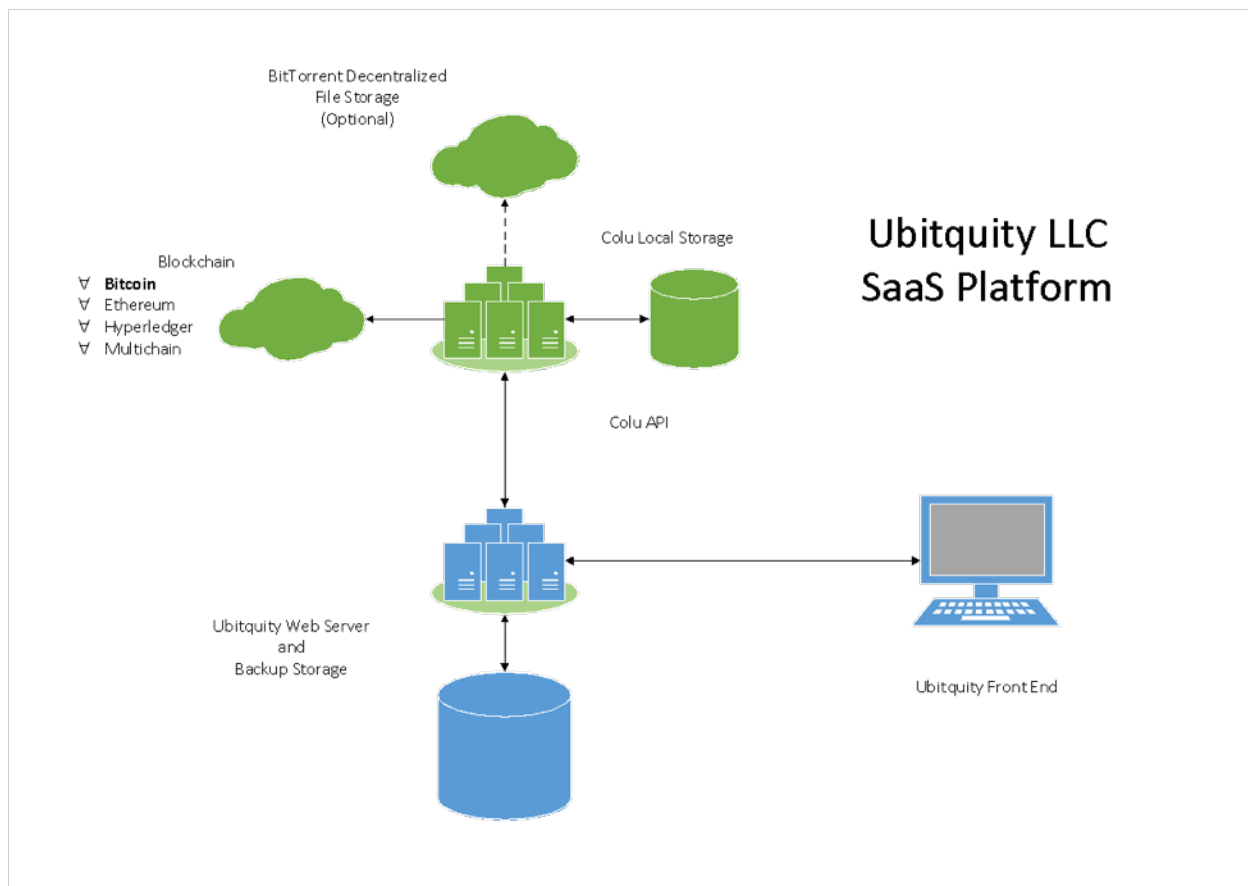 BitTorrent Decentralized
File Storage
(Optional)
Colu Local Storage
Ubitquity LLC
SaaS Platform
Blockchain
∀ Bitcoin
∀ Ethereum
∀ Hyperledger
∀ Multichain
Colu API
Ubitquity Web Server
and
Backup Storage
Ubitquity Front End